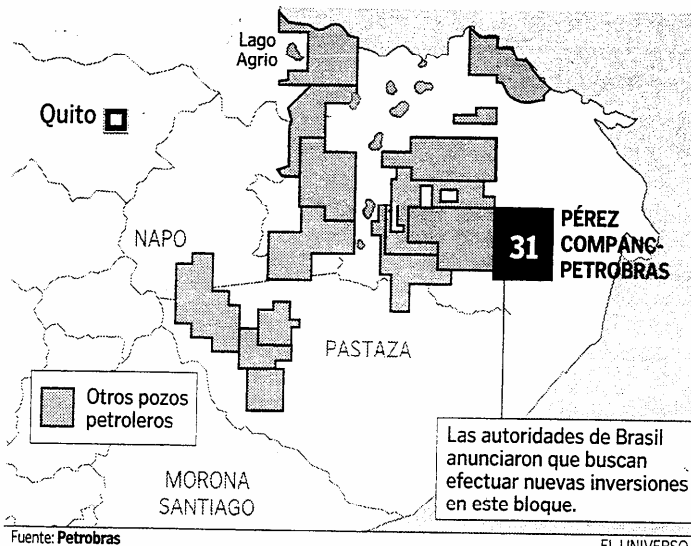 Lago
Agrio
Quito
NAPO
31
PÉREZ
COMPANC-
PETROBRAS
PASTAZA
Otros pozos
petroleros
MORONA
SANTIAGO
Las autoridades de Brasil
anunciaron que buscan
efectuar nuevas inversiones
en este bloque.
Fuente: Petrobras
EL UNIVERSO